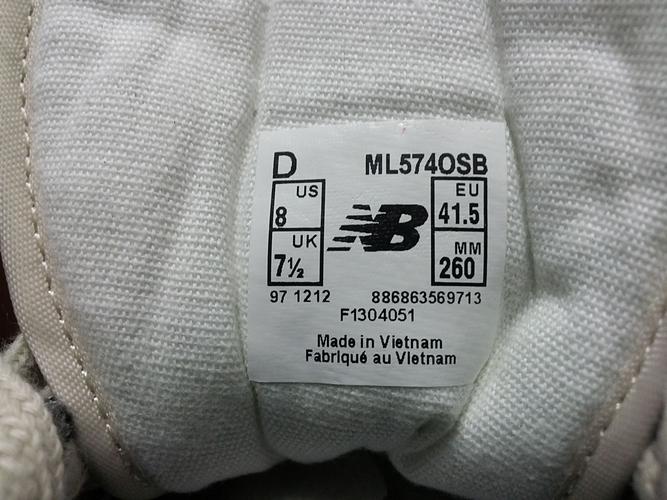 D ML574OSB
US EU
8 NB 41.5
UK MM
7½ 260
97 1212 886863569713
F1304051
Made in Vietnam
Fabriqué au Vietnam